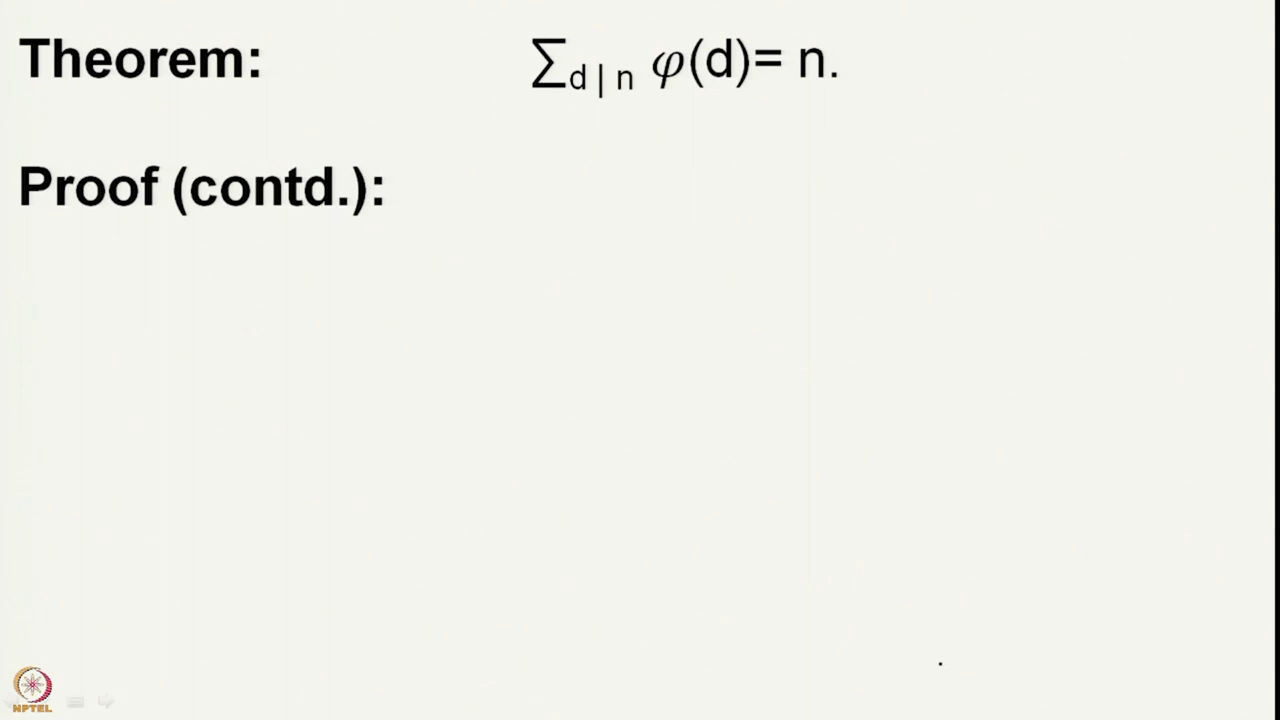 Theorem: ∑d | n φ(d)= n.
Proof (contd.):
NPTEL